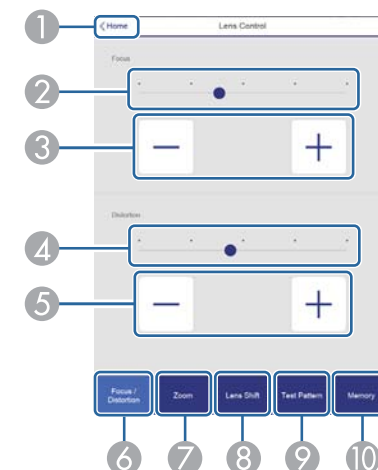 1
< Home
Lens Control
Focus
2
3
− +
Distortion
4
5
− +
Focus /
Distortion
Zoom
Lens Shift
Test Pattern
Memory
6
7
8
9
10